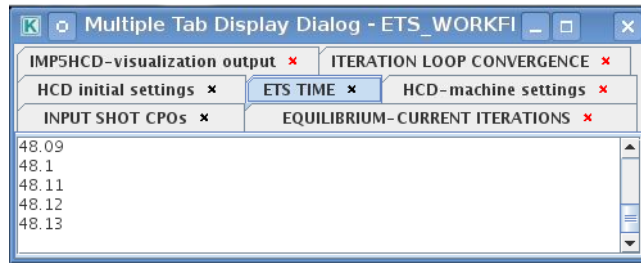 Multiple Tab Display Dialog - ETS_WORKFI
IMP5HCD-visualization output × ITERATION LOOP CONVERGENCE ×
HCD initial settings × ETS TIME × HCD-machine settings ×
INPUT SHOT CPOs × EQUILIBRIUM-CURRENT ITERATIONS ×
48.09
48.1
48.11
48.12
48.13